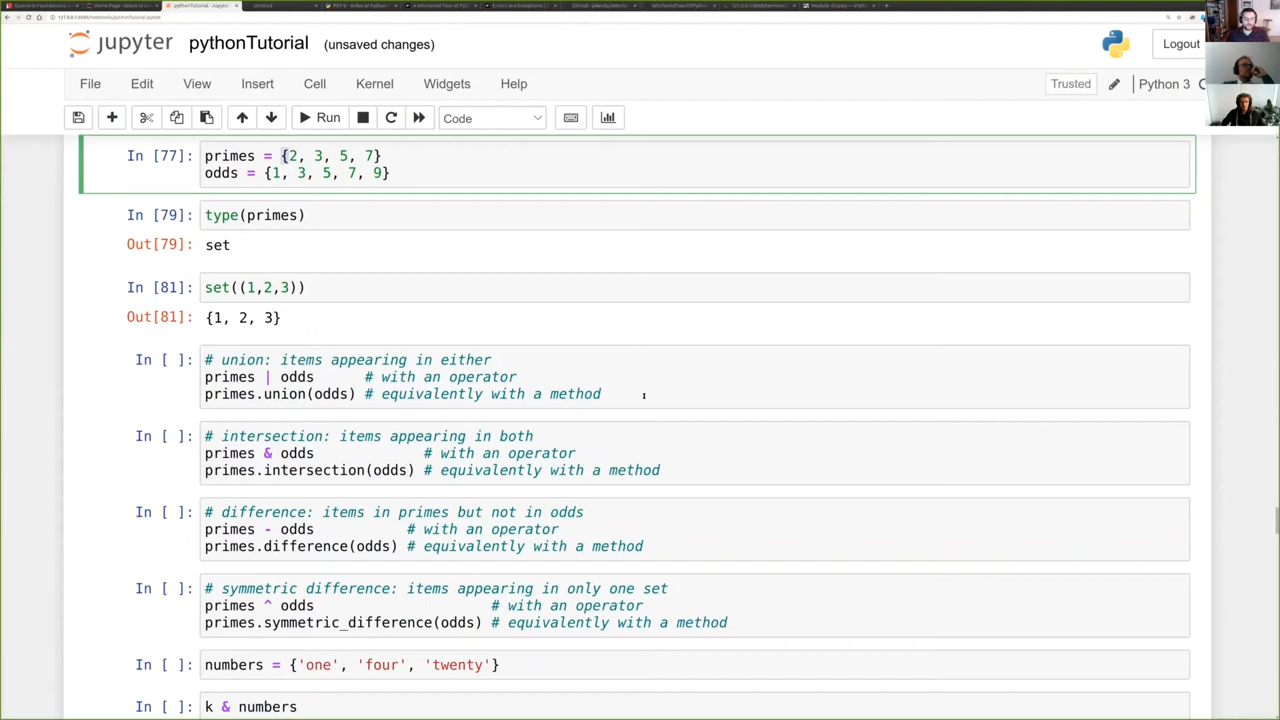 jupyter pythonTutorial (unsaved changes)
Logout
File Edit View Insert Cell Kernel Widgets Help
Trusted
Python 3
Run
Code
In [77]:
primes = {2, 3, 5, 7}
odds = {1, 3, 5, 7, 9}
In [79]:
type(primes)
Out[79]:
set
In [81]:
set((1,2,3))
Out[81]:
{1, 2, 3}
In [ ]:
# union: items appearing in either
primes | odds      # with an operator
primes.union(odds) # equivalently with a method
In [ ]:
# intersection: items appearing in both
primes & odds             # with an operator
primes.intersection(odds) # equivalently with a method
In [ ]:
# difference: items in primes but not in odds
primes - odds           # with an operator
primes.difference(odds) # equivalently with a method
In [ ]:
# symmetric difference: items appearing in only one set
primes ^ odds                     # with an operator
primes.symmetric_difference(odds) # equivalently with a method
In [ ]:
numbers = {'one', 'four', 'twenty'}
In [ ]:
k & numbers